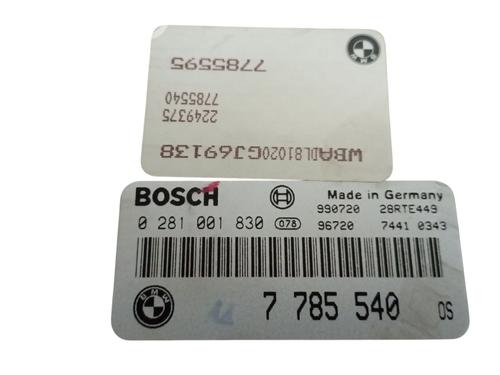 7785595
7785540
2249375
WBADL81020GJ69138
BOSCH
Made in Germany
0 281 001 830 078
990720 28RTE449
96720 7441 0343
BMW
7 785 540 OS